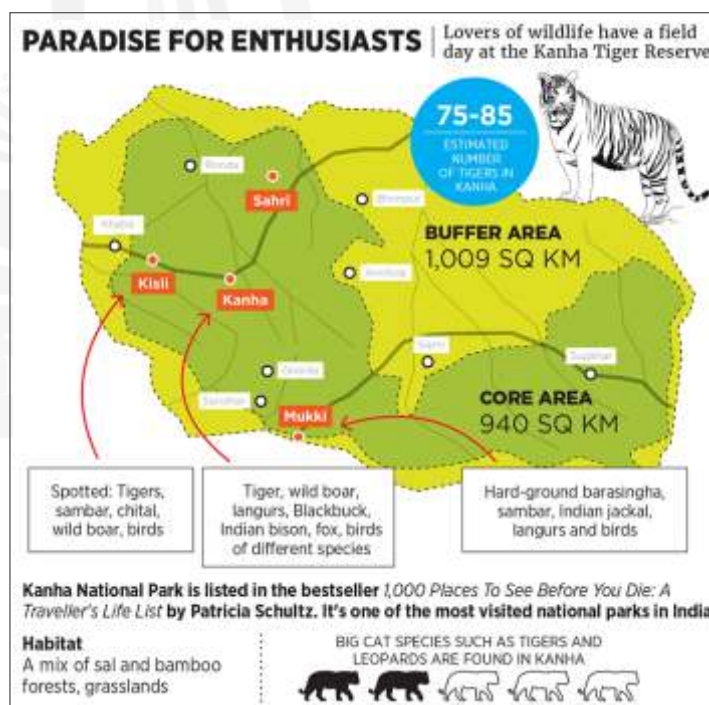 PARADISE FOR ENTHUSIASTS
Lovers of wildlife have a field
day at the Kanha Tiger Reserve
75-85
ESTIMATED
NUMBER
OF TIGERS IN
KANHA
Sahri
BUFFER AREA
1,009 SQ KM
Kisli
Kanha
CORE AREA
940 SQ KM
Mukki
Spotted: Tigers,
sambar, chital,
wild boar, birds
Tiger, wild boar,
langurs, Blackbuck,
Indian bison, fox, birds
of different species
Hard-ground barasingha,
sambar, Indian jackal,
langurs and birds
Kanha National Park is listed in the bestseller 1,000 Places To See Before You Die: A
Traveller's Life List by Patricia Schultz. It's one of the most visited national parks in India
Habitat
A mix of sal and bamboo
forests, grasslands
BIG CAT SPECIES SUCH AS TIGERS AND
LEOPARDS ARE FOUND IN KANHA